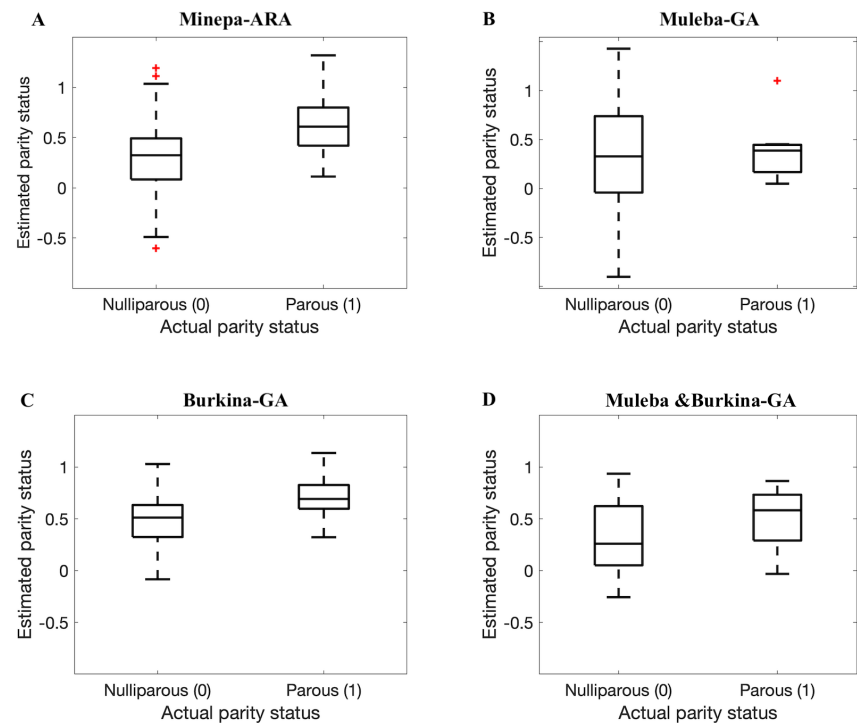 A Minepa-ARA
1
0.5
0
-0.5
Estimated parity status
Nulliparous (0) Parous (1)
Actual parity status
B Muleba-GA
1
0.5
0
-0.5
Estimated parity status
Nulliparous (0) Parous (1)
Actual parity status
C Burkina-GA
1
0.5
0
-0.5
Estimated parity status
Nulliparous (0) Parous (1)
Actual parity status
D Muleba &Burkina-GA
1
0.5
0
-0.5
Estimated parity status
Nulliparous (0) Parous (1)
Actual parity status